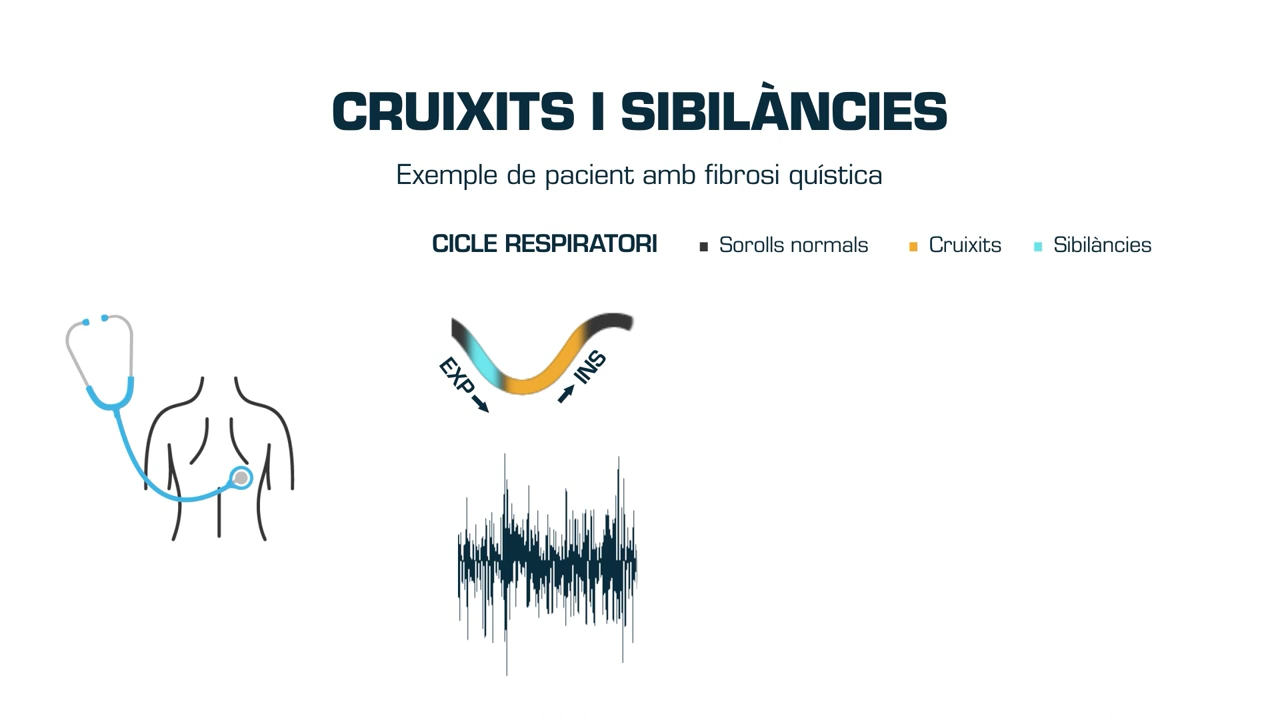 CRUIXITS I SIBILÀNCIES
Exemple de pacient amb fibrosi quística
CICLE RESPIRATORI
Sorolls normals
Cruixits
Sibilàncies
EXP
INS